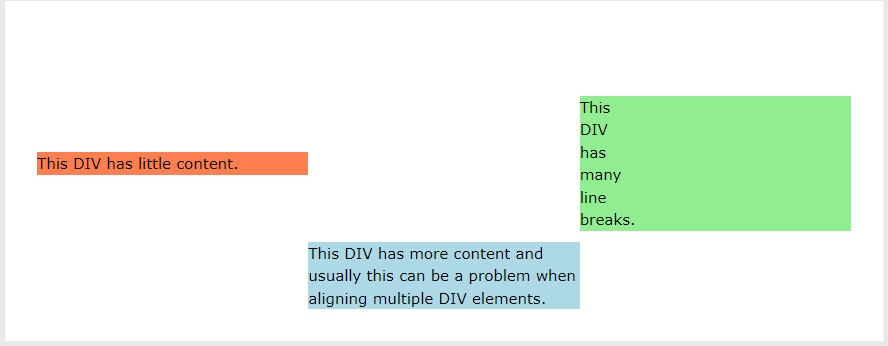 This DIV has little content.
This DIV has more content and
usually this can be a problem when
aligning multiple DIV elements.
This
DIV
has
many
line
breaks.